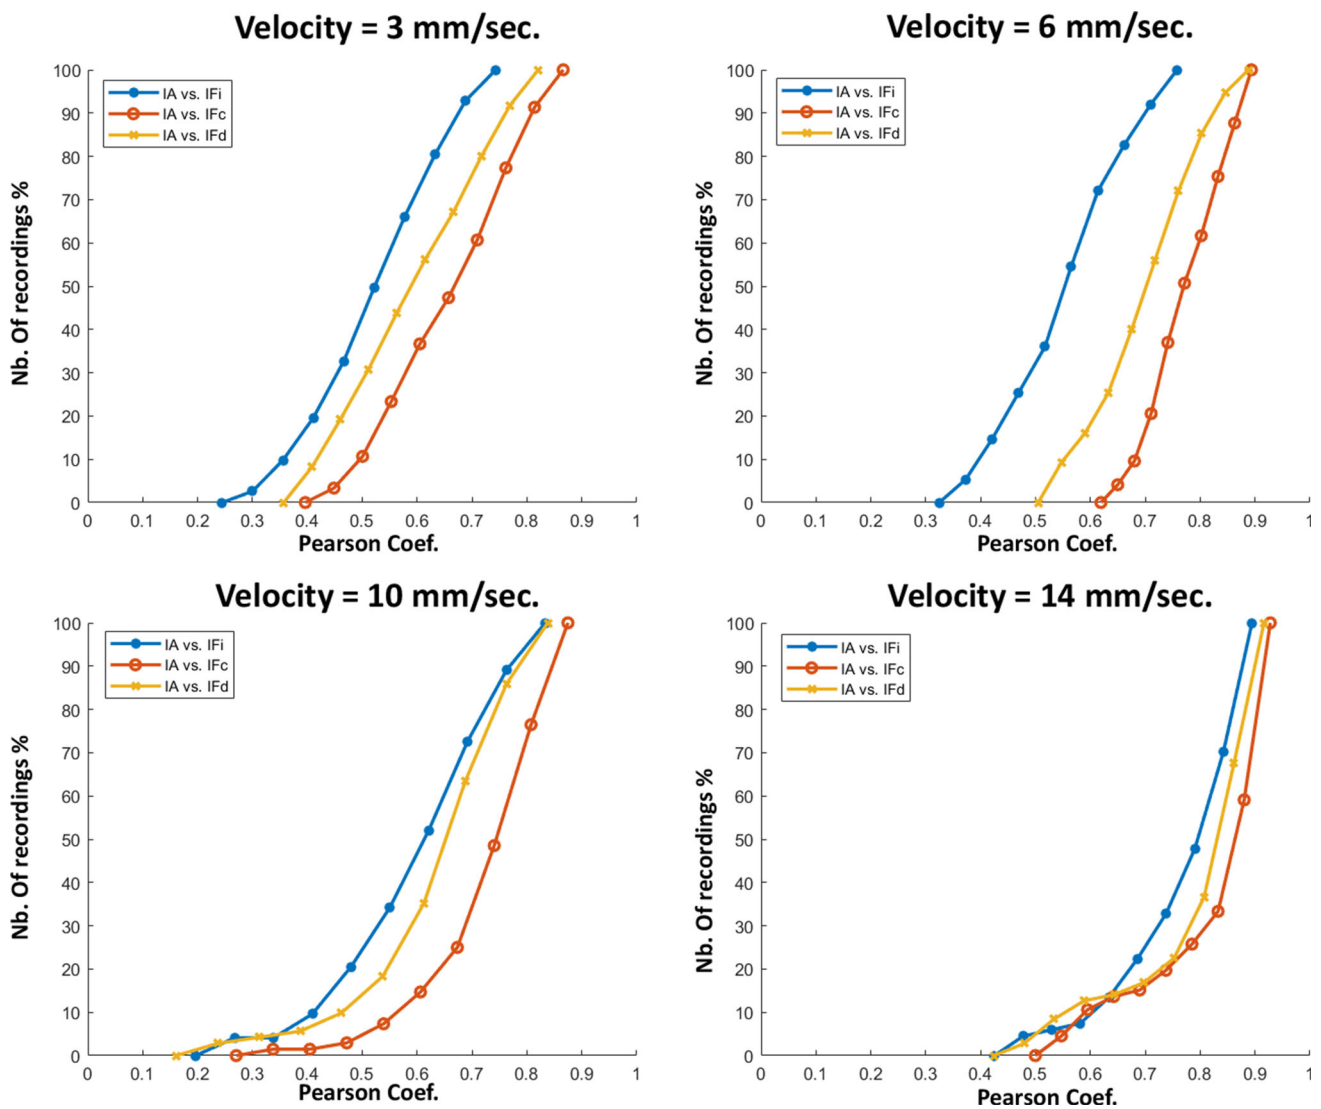 Velocity = 3 mm/sec.
Nb. Of recordings %
100
90
80
70
60
50
40
30
20
10
0
IA vs. IFi
IA vs. IFc
IA vs. IFd
0 0.1 0.2 0.3 0.4 0.5 0.6 0.7 0.8 0.9 1
Pearson Coef.
Velocity = 6 mm/sec.
Nb. Of recordings %
100
90
80
70
60
50
40
30
20
10
0
IA vs. IFi
IA vs. IFc
IA vs. IFd
0 0.1 0.2 0.3 0.4 0.5 0.6 0.7 0.8 0.9 1
Pearson Coef.
Velocity = 10 mm/sec.
Nb. Of recordings %
100
90
80
70
60
50
40
30
20
10
0
IA vs. IFi
IA vs. IFc
IA vs. IFd
0 0.1 0.2 0.3 0.4 0.5 0.6 0.7 0.8 0.9 1
Pearson Coef.
Velocity = 14 mm/sec.
Nb. Of recordings %
100
90
80
70
60
50
40
30
20
10
0
IA vs. IFi
IA vs. IFc
IA vs. IFd
0 0.1 0.2 0.3 0.4 0.5 0.6 0.7 0.8 0.9 1
Pearson Coef.